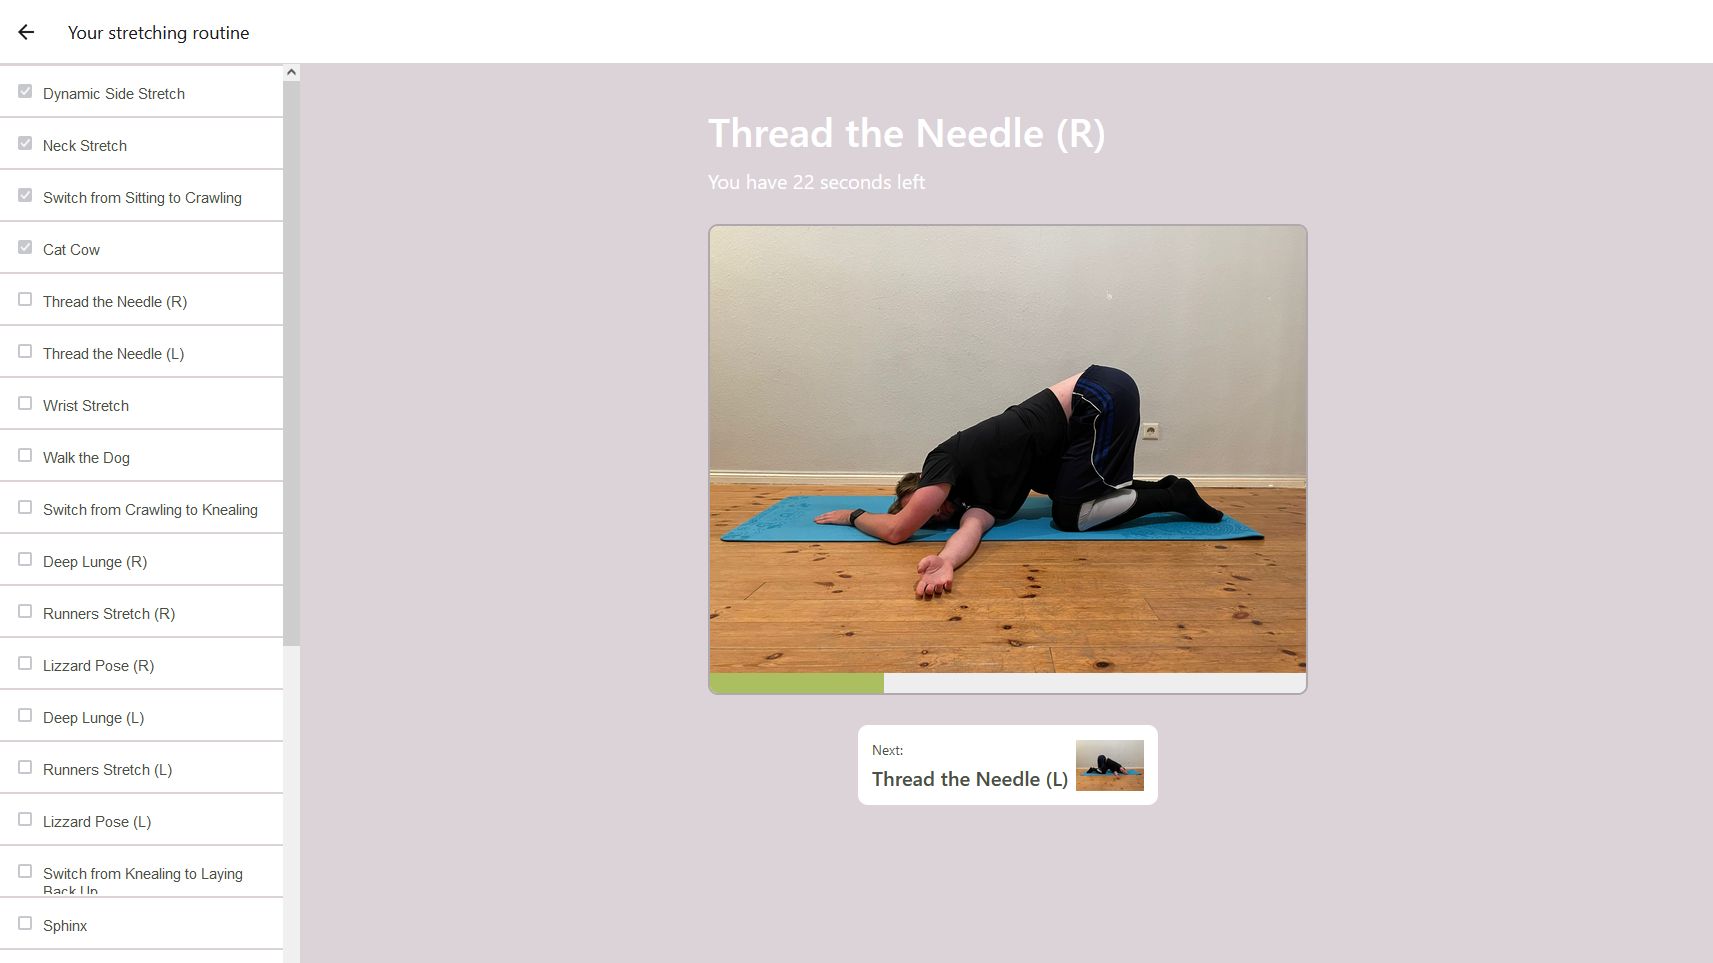 Your stretching routine
Dynamic Side Stretch
Neck Stretch
Switch from Sitting to Crawling
Cat Cow
Thread the Needle (R)
Thread the Needle (L)
Wrist Stretch
Walk the Dog
Switch from Crawling to Knealing
Deep Lunge (R)
Runners Stretch (R)
Lizzard Pose (R)
Deep Lunge (L)
Runners Stretch (L)
Lizzard Pose (L)
Switch from Knealing to Laying
Back Up
Sphinx
Thread the Needle (R)
You have 22 seconds left
Next:
Thread the Needle (L)